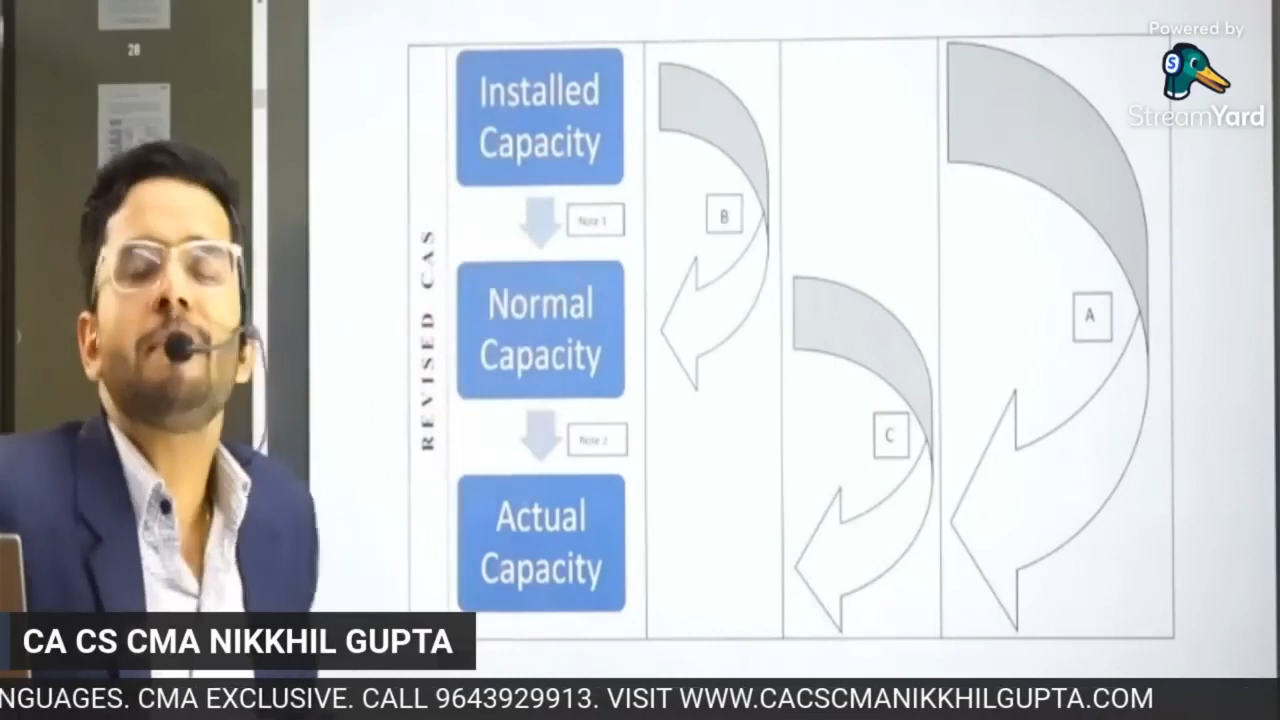 28
Powered by
S
StreamYard
REVISED CAS
Installed
Capacity
Note 1
Normal
Capacity
Note 2
Actual
Capacity
B
C
A
CA CS CMA NIKKHIL GUPTA
NGUAGES. CMA EXCLUSIVE. CALL 9643929913. VISIT WWW.CACSCMANIKKHILGUPTA.COM